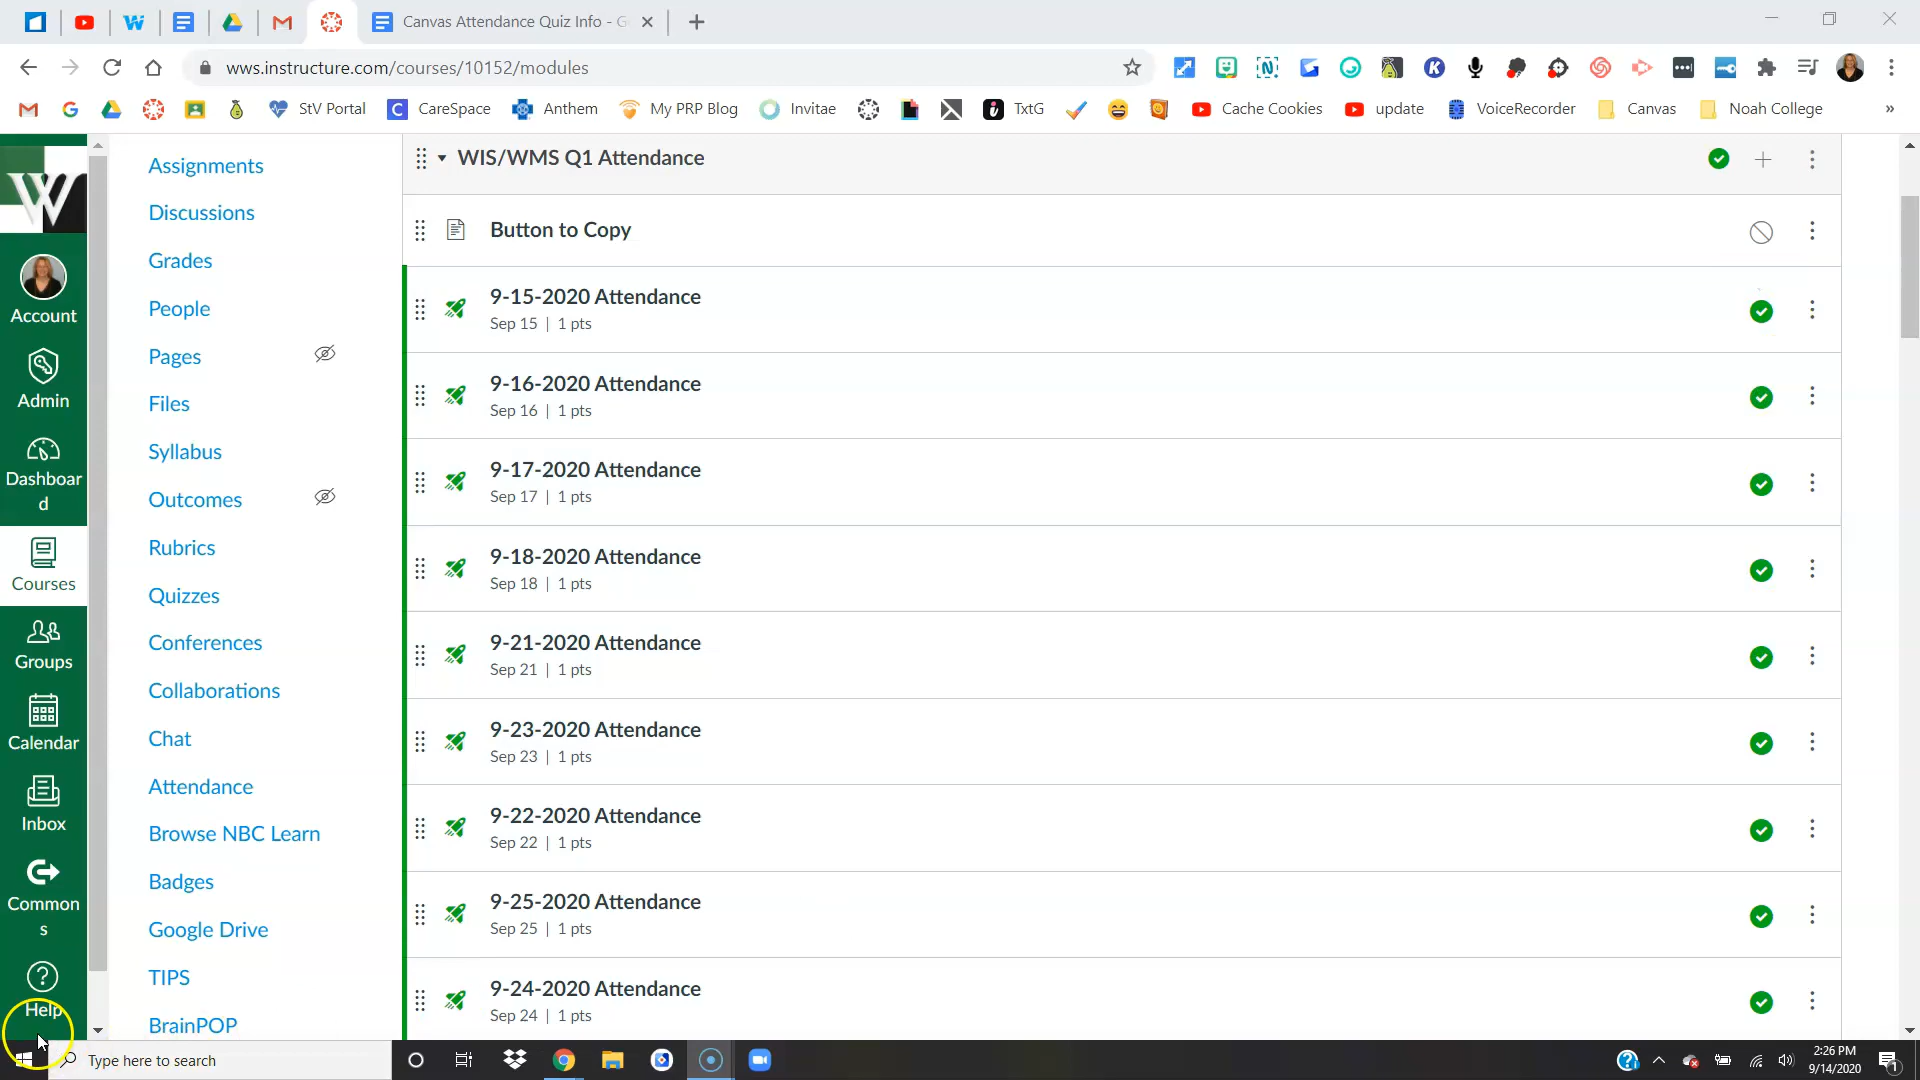 Canvas Attendance Quiz Info - G
wws.instructure.com/courses/10152/modules
StV Portal
CareSpace
Anthem
My PRP Blog
Invitae
TxtG
Cache Cookies
update
VoiceRecorder
Canvas
Noah College
»
W
Account
Admin
Dashboar
d
Courses
Groups
Calendar
Inbox
Common
s
Help
Assignments
Discussions
Grades
People
Pages
Files
Syllabus
Outcomes
Rubrics
Quizzes
Conferences
Collaborations
Chat
Attendance
Browse NBC Learn
Badges
Google Drive
TIPS
BrainPOP
WIS/WMS Q1 Attendance
Button to Copy
9-15-2020 Attendance
Sep 15 | 1 pts
9-16-2020 Attendance
Sep 16 | 1 pts
9-17-2020 Attendance
Sep 17 | 1 pts
9-18-2020 Attendance
Sep 18 | 1 pts
9-21-2020 Attendance
Sep 21 | 1 pts
9-23-2020 Attendance
Sep 23 | 1 pts
9-22-2020 Attendance
Sep 22 | 1 pts
9-25-2020 Attendance
Sep 25 | 1 pts
9-24-2020 Attendance
Sep 24 | 1 pts
Type here to search
2:26 PM
9/14/2020
1